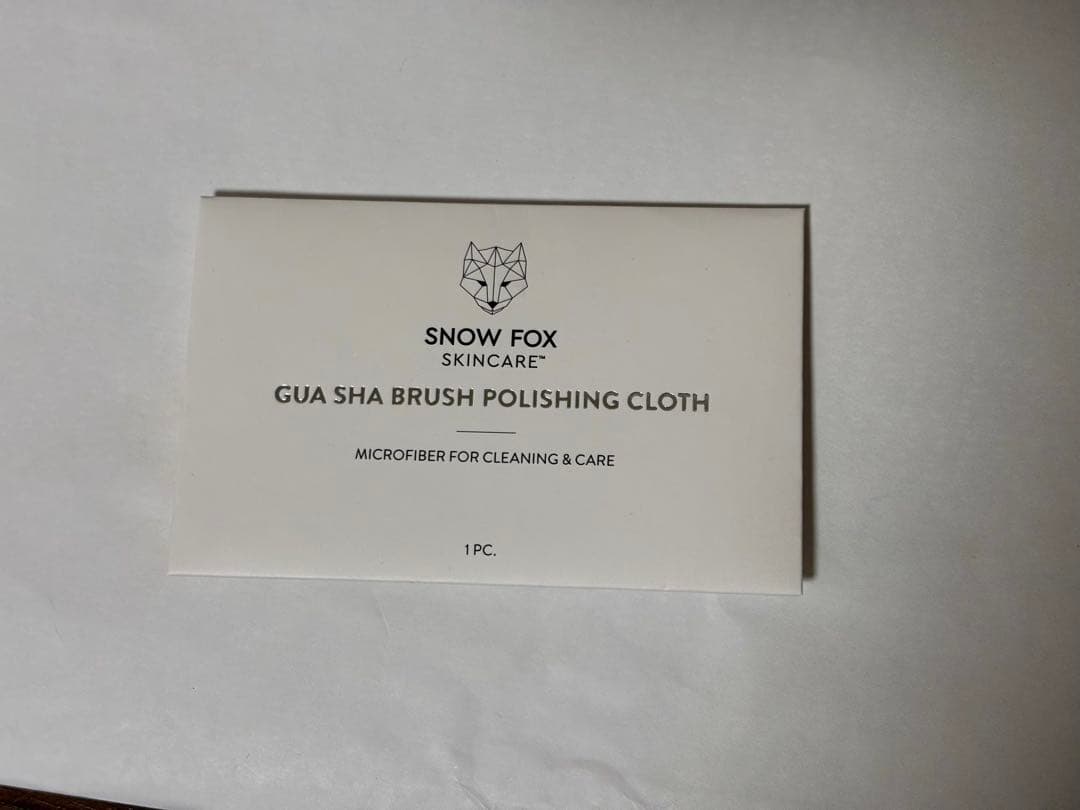 SNOW FOX
SKINCARE™
GUA SHA BRUSH POLISHING CLOTH
MICROFIBER FOR CLEANING & CARE
1 PC.